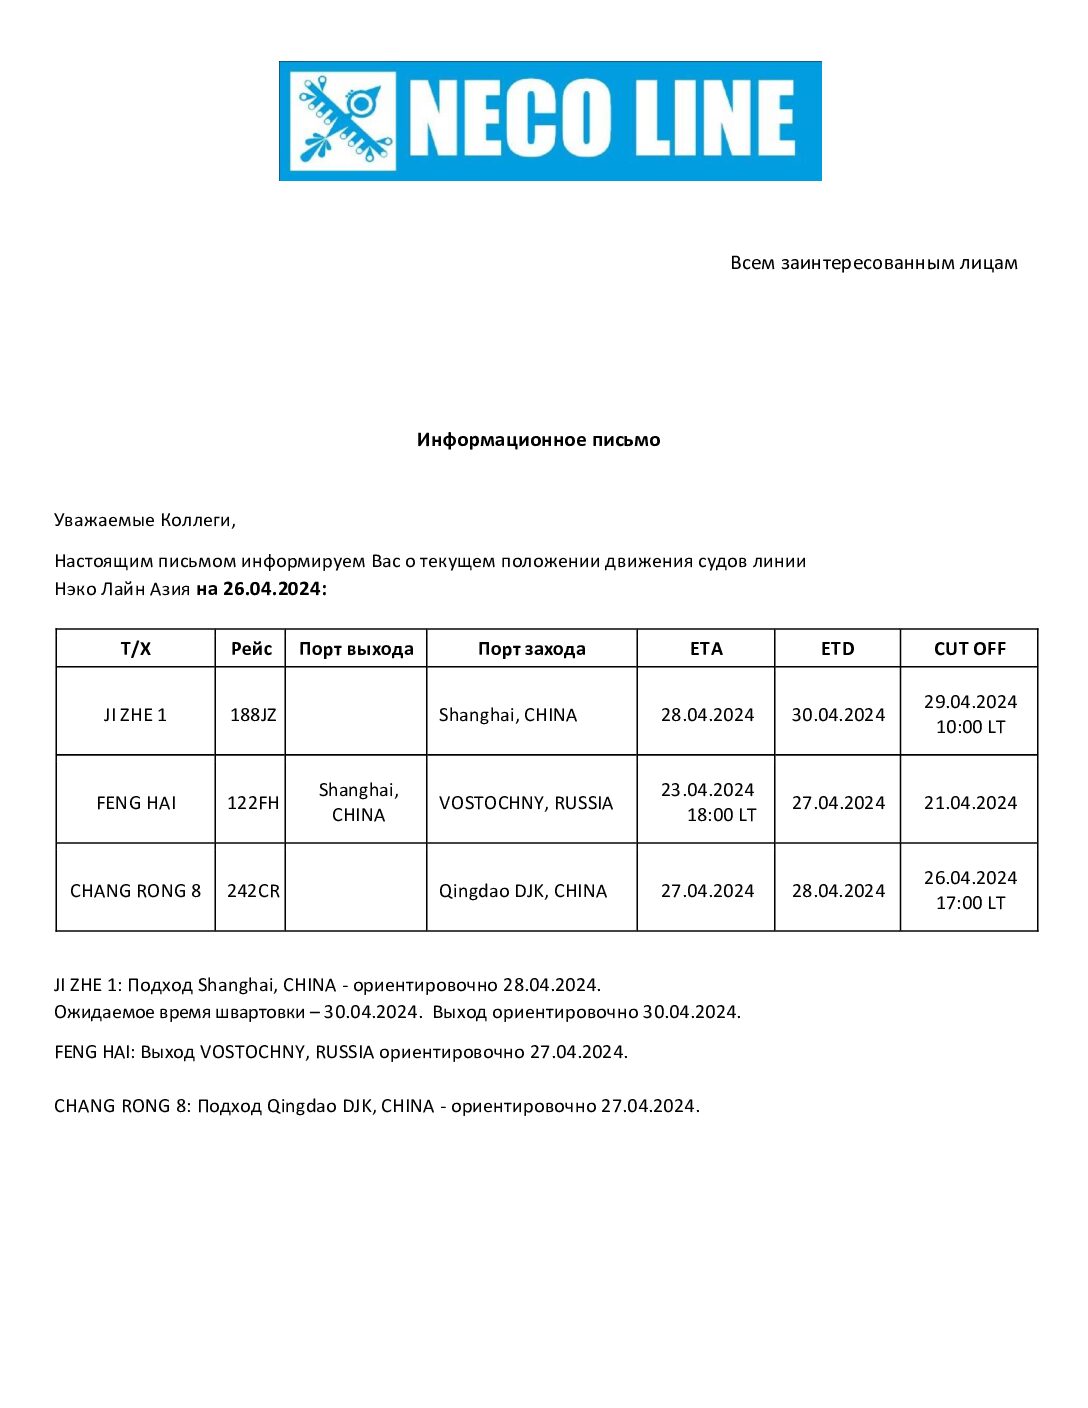 NECO LINE
Всем заинтересованным лицам
Информационное письмо
Уважаемые Коллеги,
Настоящим письмом информируем Вас о текущем положении движения судов линии
Нэко Лайн Азия на 26.04.2024:
Т/Х Рейс Порт выхода Порт захода ETA ETD CUT OFF
JI ZHE 1 188JZ Shanghai, CHINA 28.04.2024 30.04.2024 29.04.2024
10:00 LT
FENG HAI 122FH Shanghai, CHINA VOSTOCHNY, RUSSIA 23.04.2024
18:00 LT 27.04.2024 21.04.2024
CHANG RONG 8 242CR Qingdao DJK, CHINA 27.04.2024 28.04.2024 26.04.2024
17:00 LT
JI ZHE 1: Подход Shanghai, CHINA - ориентировочно 28.04.2024.
Ожидаемое время швартовки – 30.04.2024. Выход ориентировочно 30.04.2024.
FENG HAI: Выход VOSTOCHNY, RUSSIA ориентировочно 27.04.2024.
CHANG RONG 8: Подход Qingdao DJK, CHINA - ориентировочно 27.04.2024.